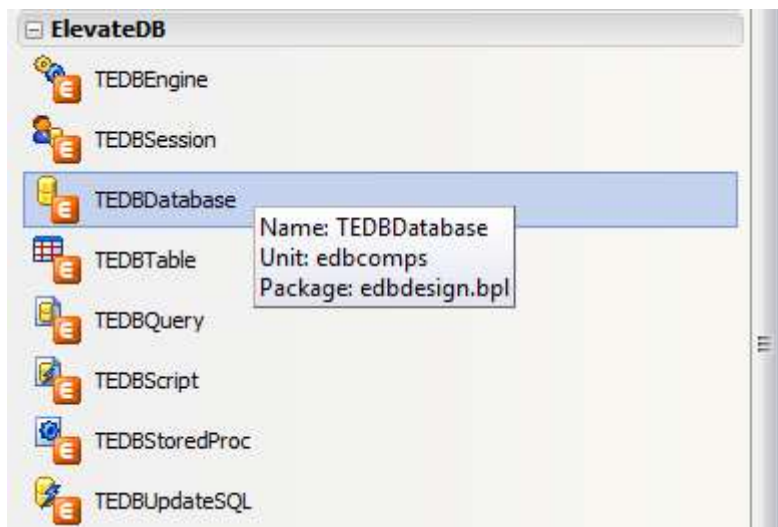 ElevateDB
TEDBEngine
TEDBSession
TEDBDatabase
Name: TEDBDatabase
Unit: edbcomps
Package: edbdesign.bpl
TEDBTable
TEDBQuery
TEDBScript
TEDBStoredProc
TEDBUpdateSQL